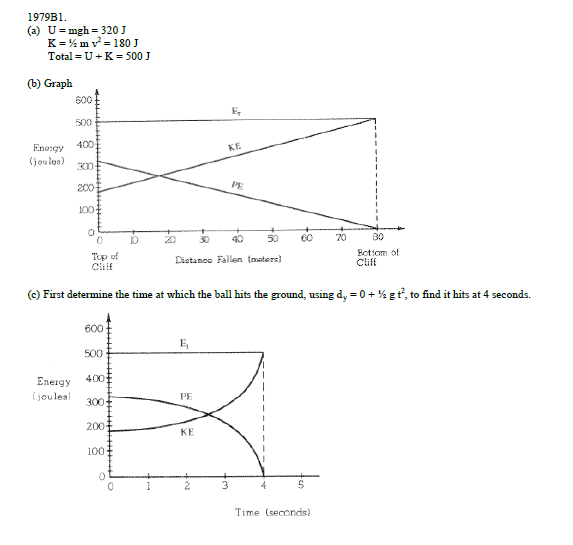 1979B1.
(a) U = mgh = 320 J
K = ½ m v² = 180 J
Total = U + K = 500 J
(b) Graph
600
500
400
300
200
100
0
Energy
(joules)
E_T
KE
PE
0 10 20 30 40 50 60 70 80
Top of
Cliff
Distance Fallen (meters)
Bottom of
Cliff
(c) First determine the time at which the ball hits the ground, using d_y = 0 + ½ g t², to find it hits at 4 seconds.
600
500
400
300
200
100
0
Energy
(joules)
E_t
PE
KE
0 1 2 3 4 5
Time (seconds)